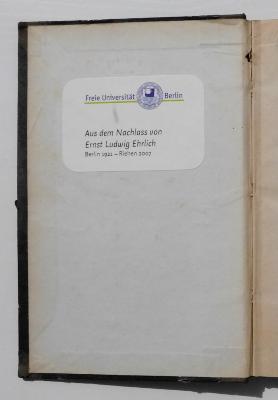 Freie Universität Berlin
Aus dem Nachlass von
Ernst Ludwig Ehrlich
Berlin 1921 – Riehen 2007